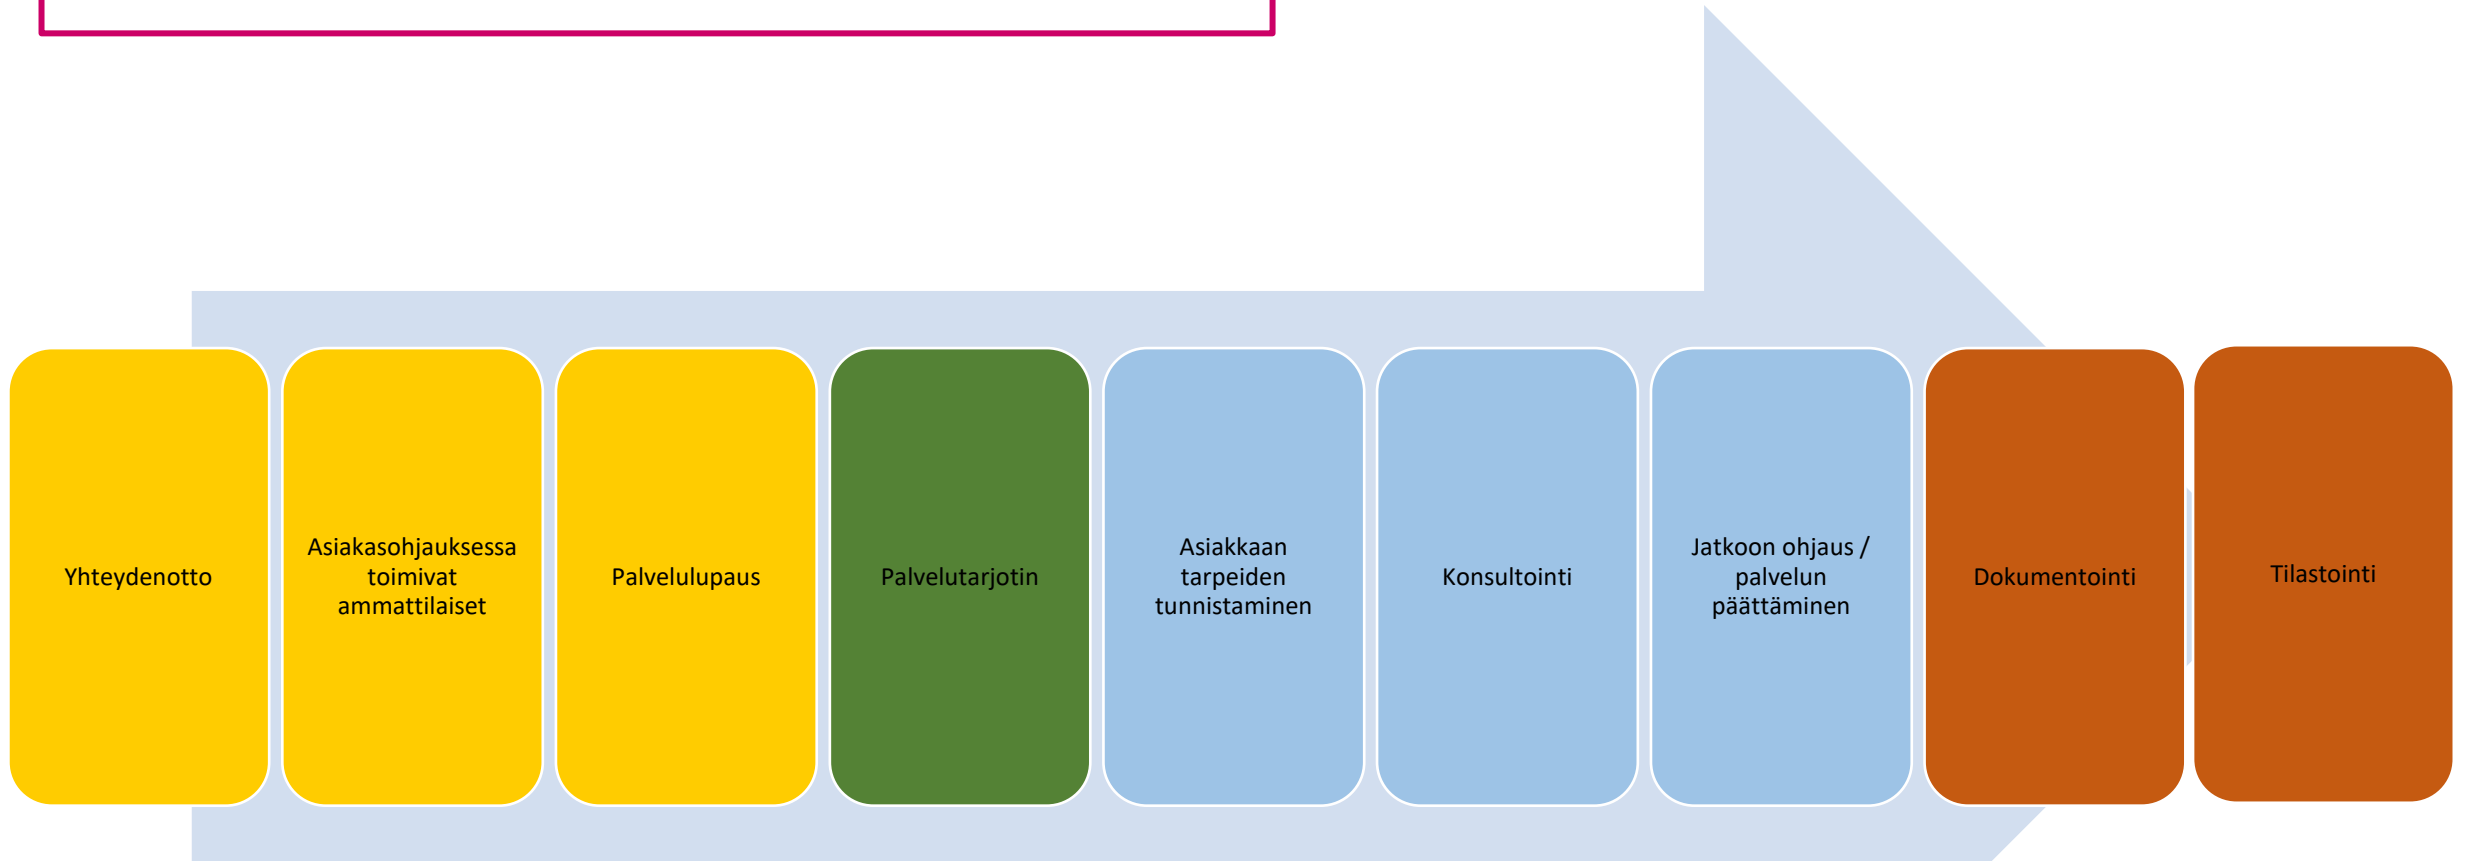 Yhteydenotto
Asiakasohjauksessa
toimivat
ammattilaiset
Palvelulupaus
Palvelutarjotin
Asiakkaan
tarpeiden
tunnistaminen
Konsultointi
Jatkoon ohjaus /
palvelun
päättäminen
Dokumentointi
Tilastointi